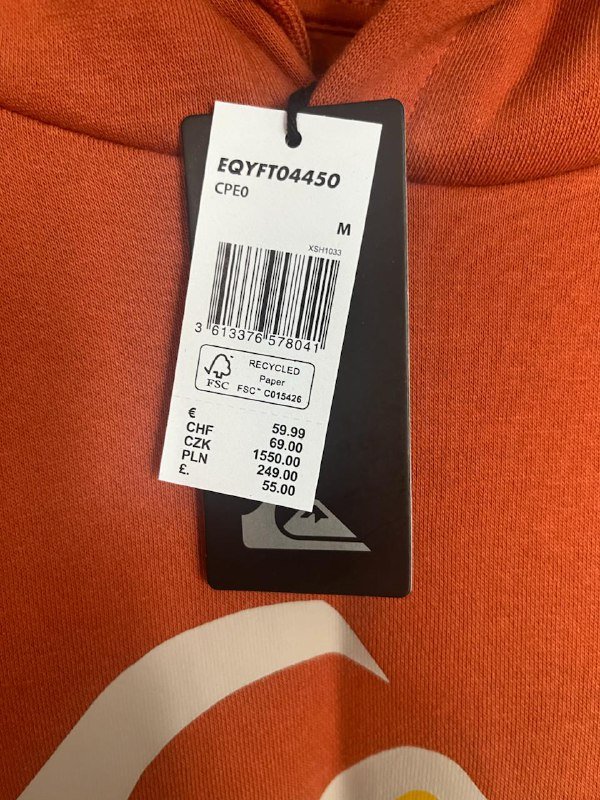 EQYFT04450
CPE0
M
XSH1033
3 613376 578041
FSC
RECYCLED
Paper
FSC™ C015426
€ 59.99
CHF 69.00
CZK 1550.00
PLN 249.00
£. 55.00